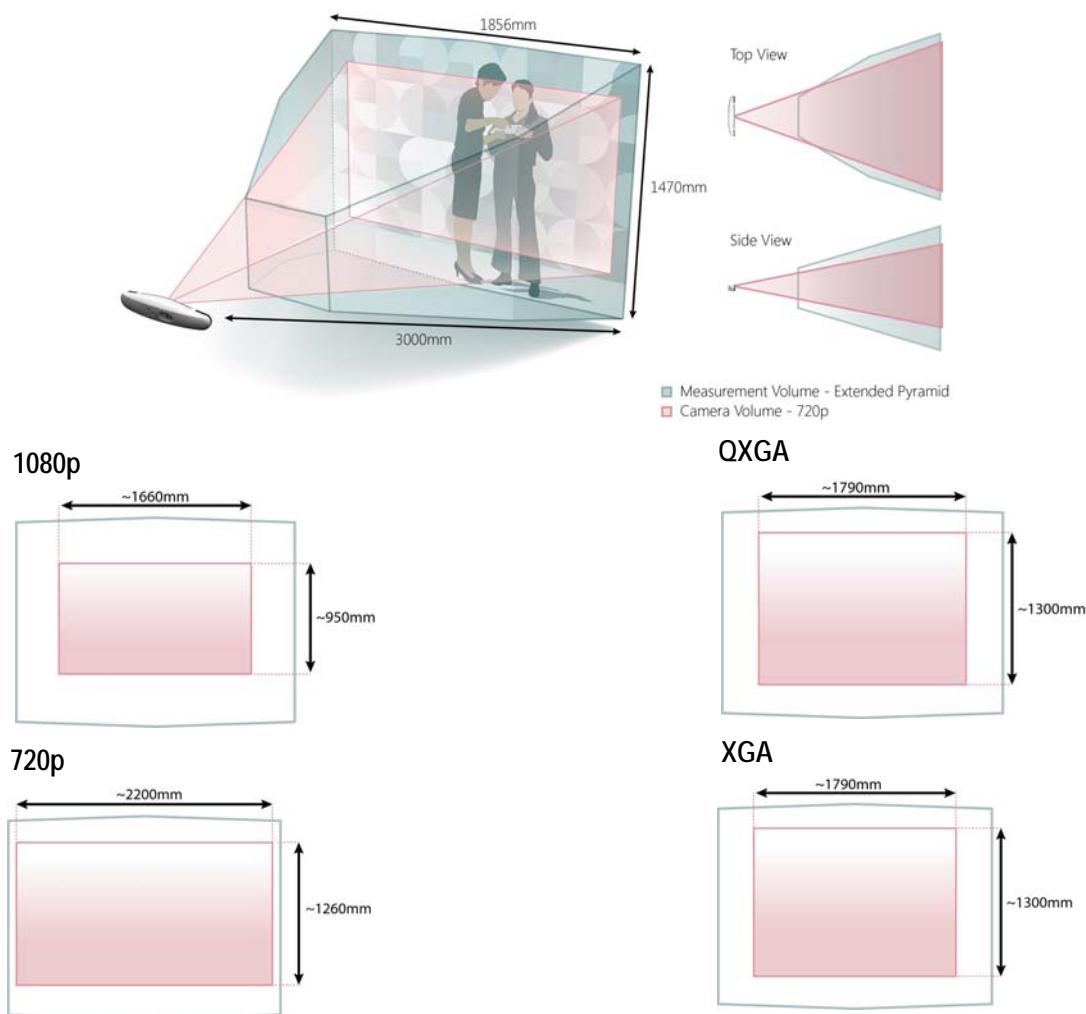 1856mm
Top View
1470mm
Side View
3000mm
Measurement Volume - Extended Pyramid
Camera Volume - 720p
1080p
~1660mm
~950mm
QXGA
~1790mm
~1300mm
720p
~2200mm
~1260mm
XGA
~1790mm
~1300mm